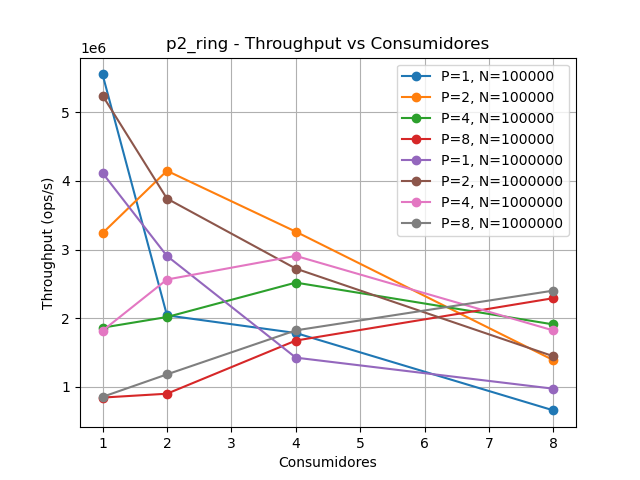 p2_ring - Throughput vs Consumidores
1e6
P=1, N=100000
P=2, N=100000
P=4, N=100000
P=8, N=100000
P=1, N=1000000
P=2, N=1000000
P=4, N=1000000
P=8, N=1000000
5
4
3
2
1
Throughput (ops/s)
1 2 3 4 5 6 7 8
Consumidores